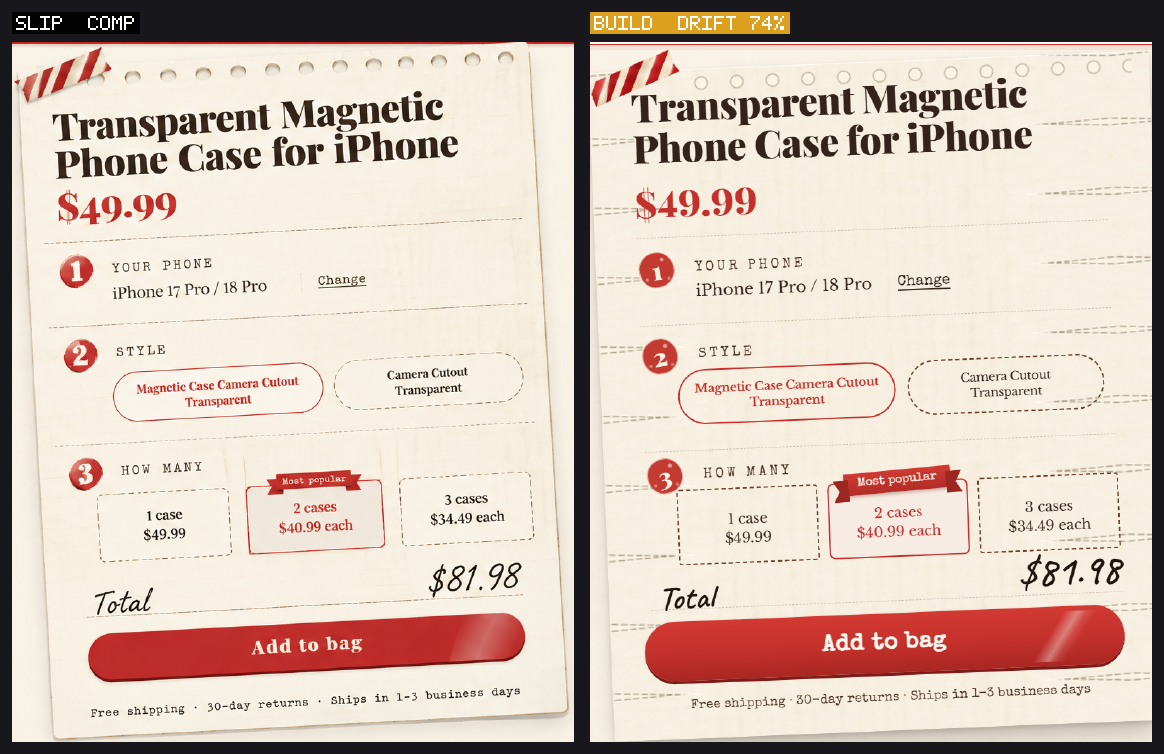 SLIP COMP
Transparent Magnetic
Phone Case for iPhone
$49.99
1
YOUR PHONE
iPhone 17 Pro / 18 Pro
Change
2
STYLE
Magnetic Case Camera Cutout
Transparent
Camera Cutout
Transparent
3
HOW MANY
1 case
$49.99
Most popular
2 cases
$40.99 each
3 cases
$34.49 each
Total
$81.98
Add to bag
Free shipping · 30-day returns · Ships in 1-3 business days
BUILD DRIFT 74%
Transparent Magnetic
Phone Case for iPhone
$49.99
1
YOUR PHONE
iPhone 17 Pro / 18 Pro
Change
2
STYLE
Magnetic Case Camera Cutout
Transparent
Camera Cutout
Transparent
3
HOW MANY
1 case
$49.99
Most popular
2 cases
$40.99 each
3 cases
$34.49 each
Total
$81.98
Add to bag
Free shipping · 30-day returns · Ships in 1-3 business days